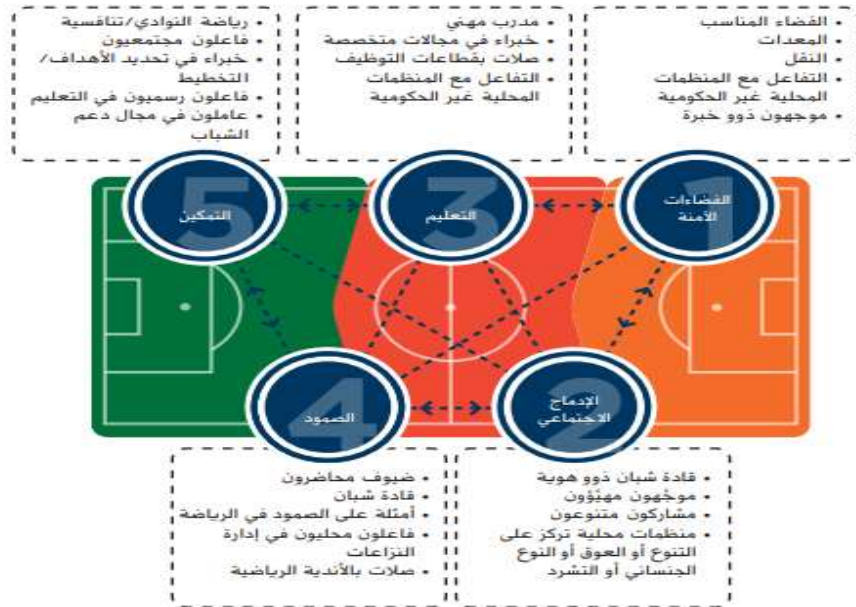 • الفضاء المناسب
• المعدات
• النقل
• التفاعل مع المنظمات
المحلية غير الحكومية
• موجهون ذوو خبرة
• مدرب مهني
• خبراء في مجالات متخصصة
• صلات بقطاعات التوظيف
• التفاعل مع المنظمات
المحلية غير الحكومية
• رياضة النوادي/تنافسية
• فاعلون مجتمعيون
• خبراء في تحديد الأهداف/
التخطيط
• فاعلون رسميون في التعليم
• عاملون في مجال دعم
الشباب
1
الفضاءات
الآمنة
3
التعليم
5
التمكين
2
الإدماج
الاجتماعي
4
الصمود
• قادة شبان ذوو هوية
• موجّهون مهيّؤون
• مشاركون متنوعون
• منظمات محلية تركز على
التنوع أو العوق أو النوع
الجنساني أو التشرد
• ضيوف محاضرون
• قادة شبان
• أمثلة على الصمود في الرياضة
• فاعلون محليون في إدارة
النزاعات
• صلات بالأندية الرياضية